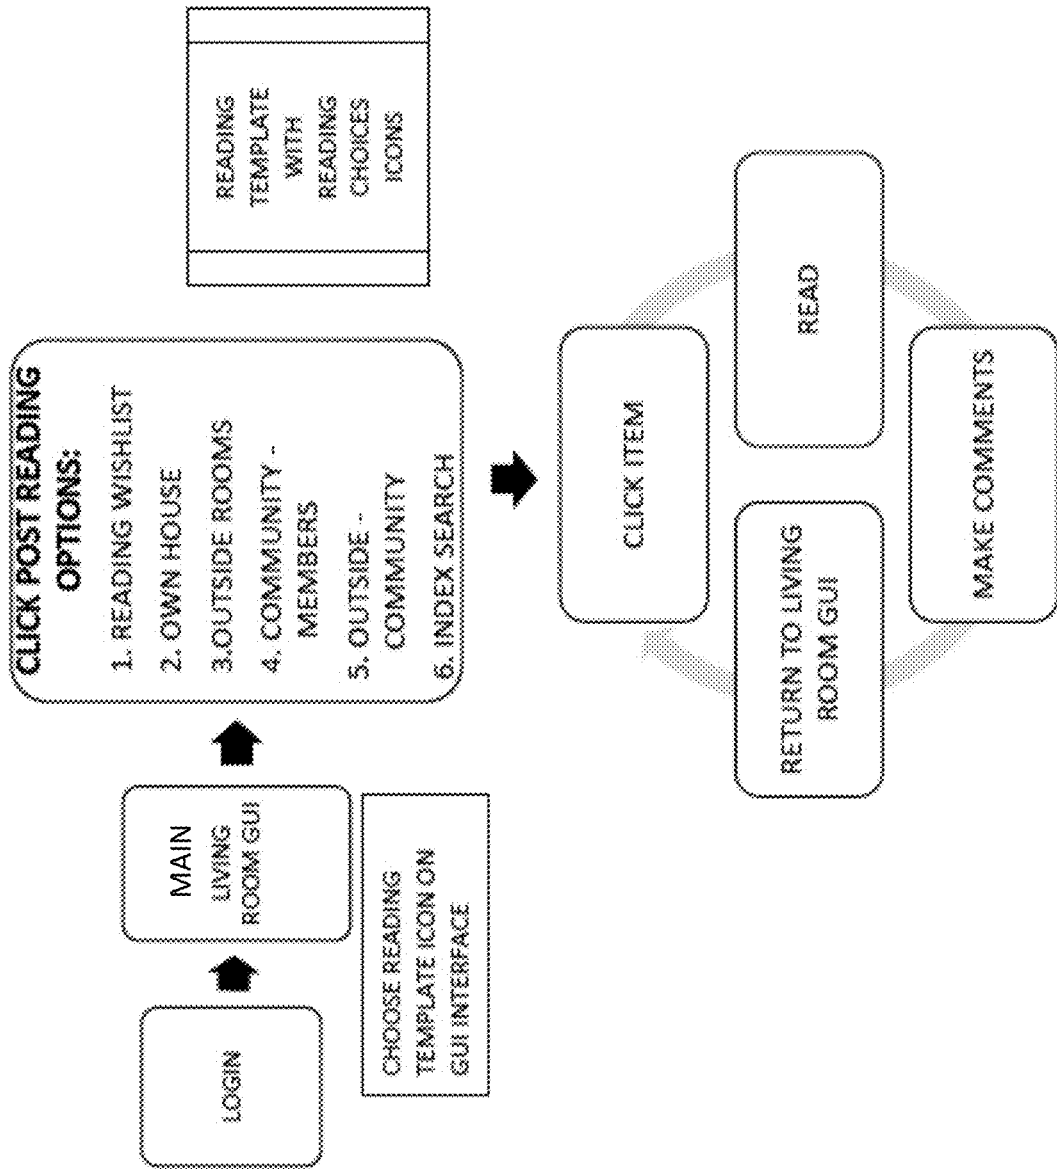 LOGIN
MAIN
LIVING
ROOM GUI
CHOOSE READING
TEMPLATE ICON ON
GUI INTERFACE
CLICK POST READING
OPTIONS:
1. READING WISHLIST
2. OWN HOUSE
3.OUTSIDE ROOMS
4. COMMUNITY -
MEMBERS
5. OUTSIDE -
COMMUNITY
6. INDEX SEARCH
READING
TEMPLATE
WITH
READING
CHOICES
ICONS
CLICK ITEM
READ
MAKE COMMENTS
RETURN TO LIVING
ROOM GUI